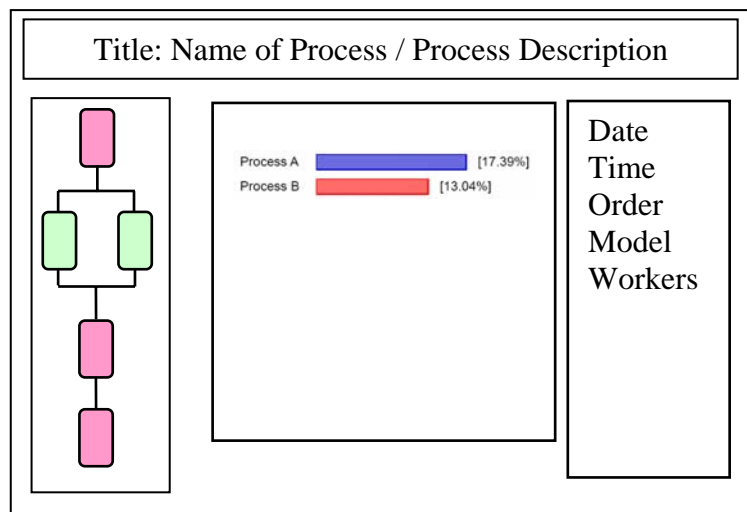 Title: Name of Process / Process Description
Process A [17.39%]
Process B [13.04%]
Date
Time
Order
Model
Workers